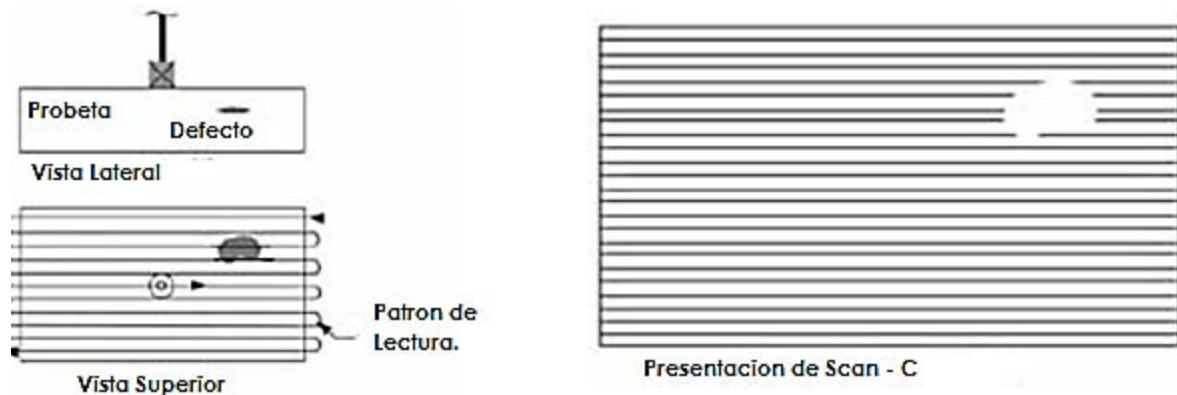 Probeta
Defecto
Vista Lateral
Patron de
Lectura.
Vista Superior
Presentacion de Scan - C